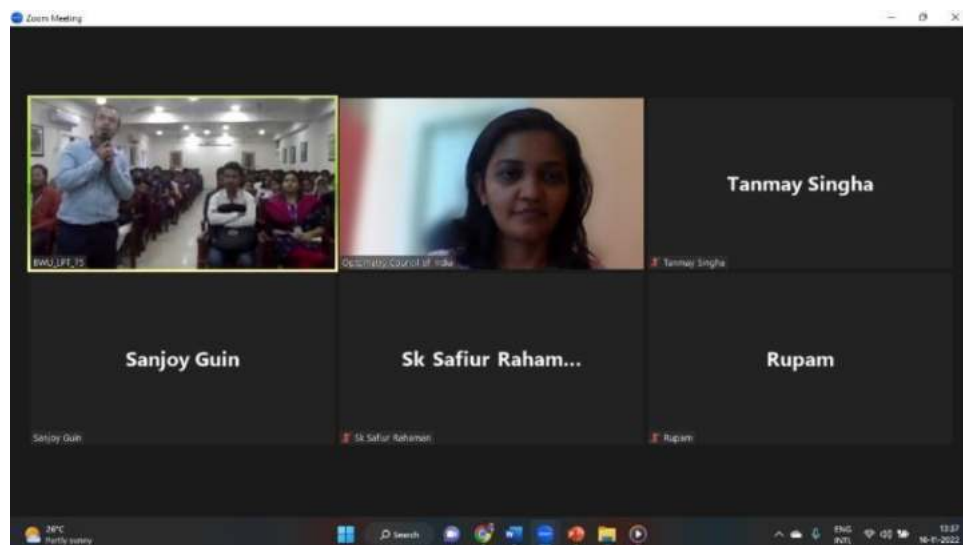 Zoom Meeting
BWU_LPT_75
Optometry Council of India
Tanmay Singha
Tanmay Singha
Sanjoy Guin
Sanjoy Guin
Sk Safiur Raham...
Sk Safiur Rahaman
Rupam
Rupam
26°C
Partly sunny
Search
ENG
INTL
13:37
16-11-2022